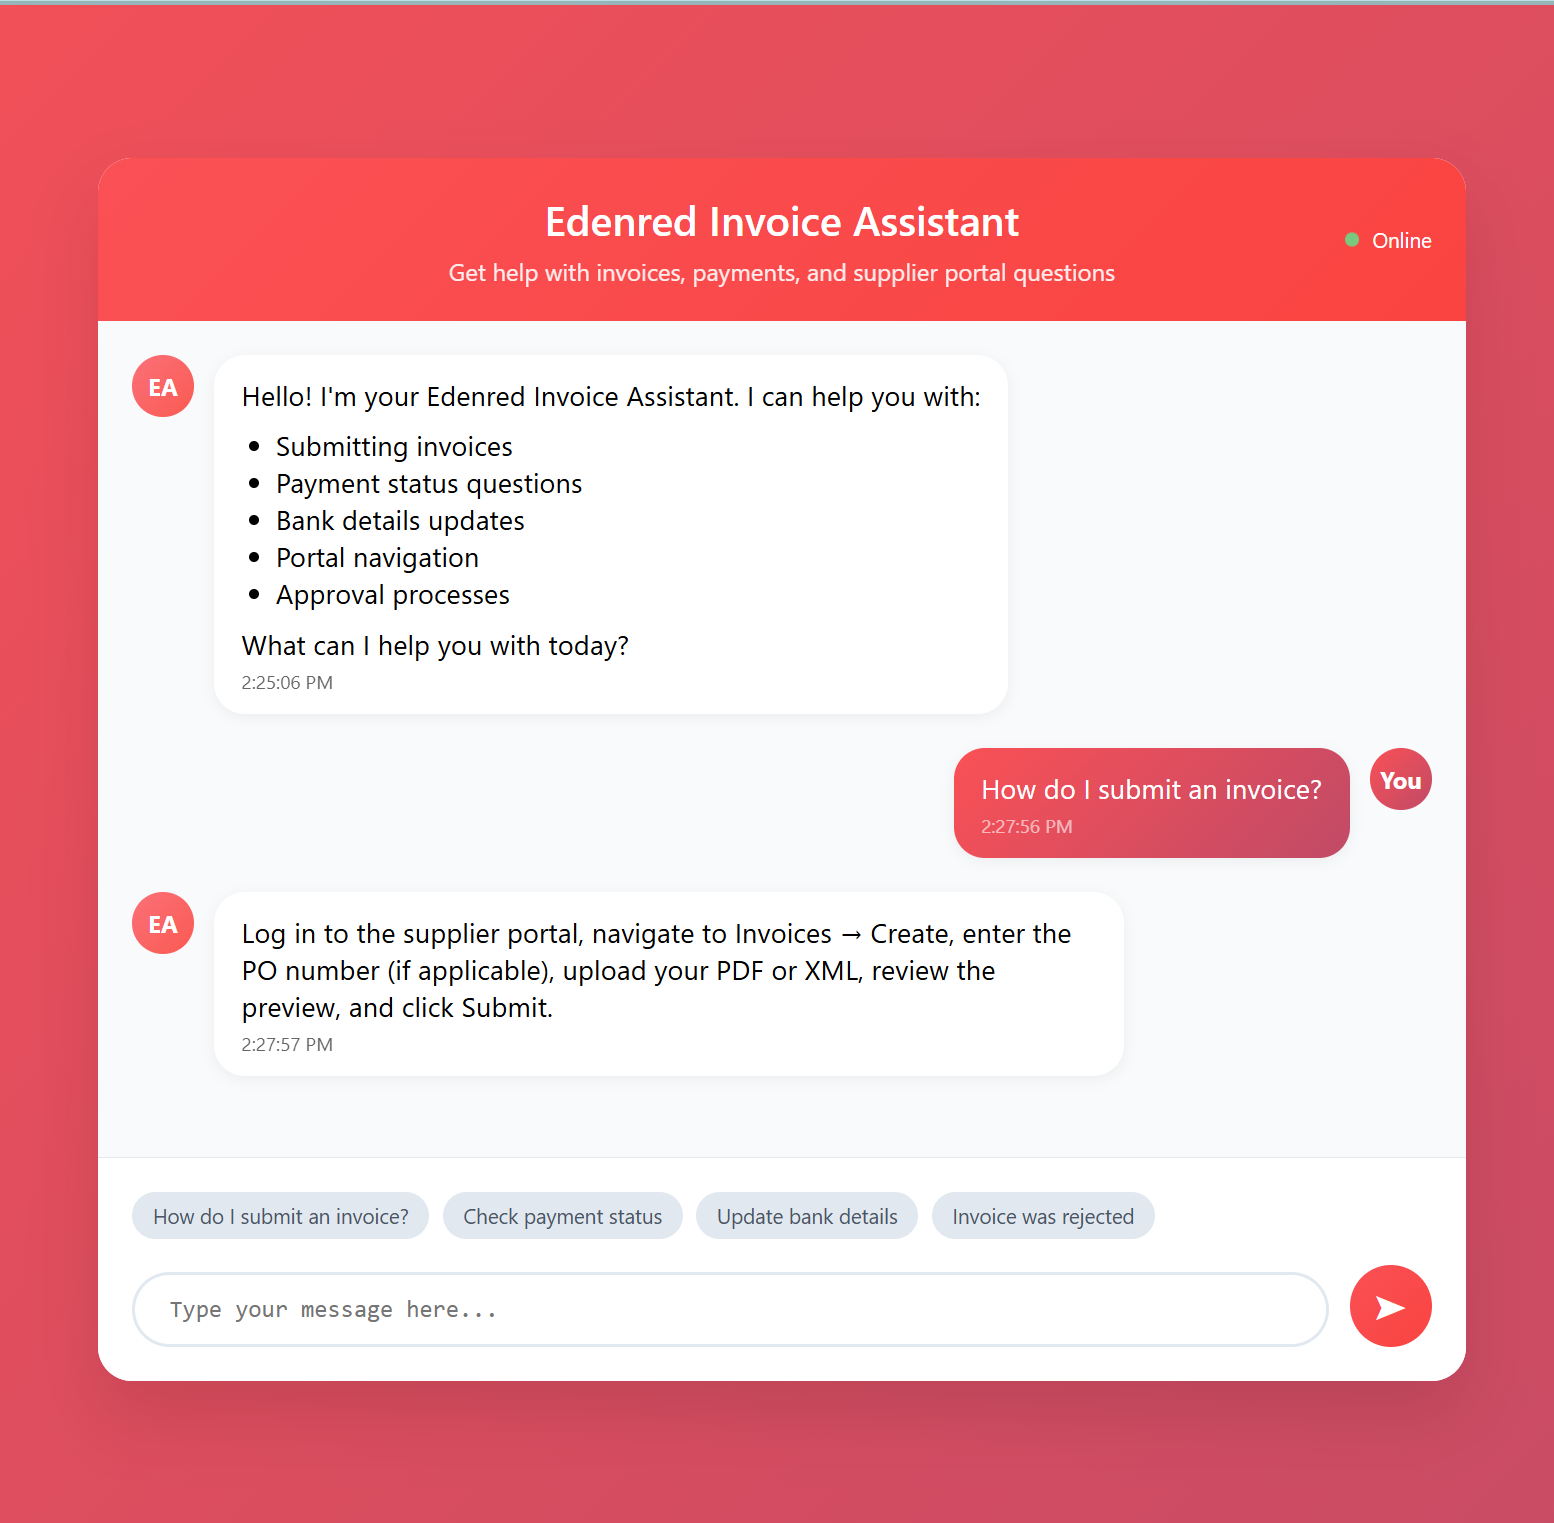 Edenred Invoice Assistant
Get help with invoices, payments, and supplier portal questions
Online
EA
Hello! I'm your Edenred Invoice Assistant. I can help you with:
• Submitting invoices
• Payment status questions
• Bank details updates
• Portal navigation
• Approval processes
What can I help you with today?
2:25:06 PM
How do I submit an invoice?
2:27:56 PM
You
EA
Log in to the supplier portal, navigate to Invoices → Create, enter the
PO number (if applicable), upload your PDF or XML, review the
preview, and click Submit.
2:27:57 PM
How do I submit an invoice?
Check payment status
Update bank details
Invoice was rejected
Type your message here...